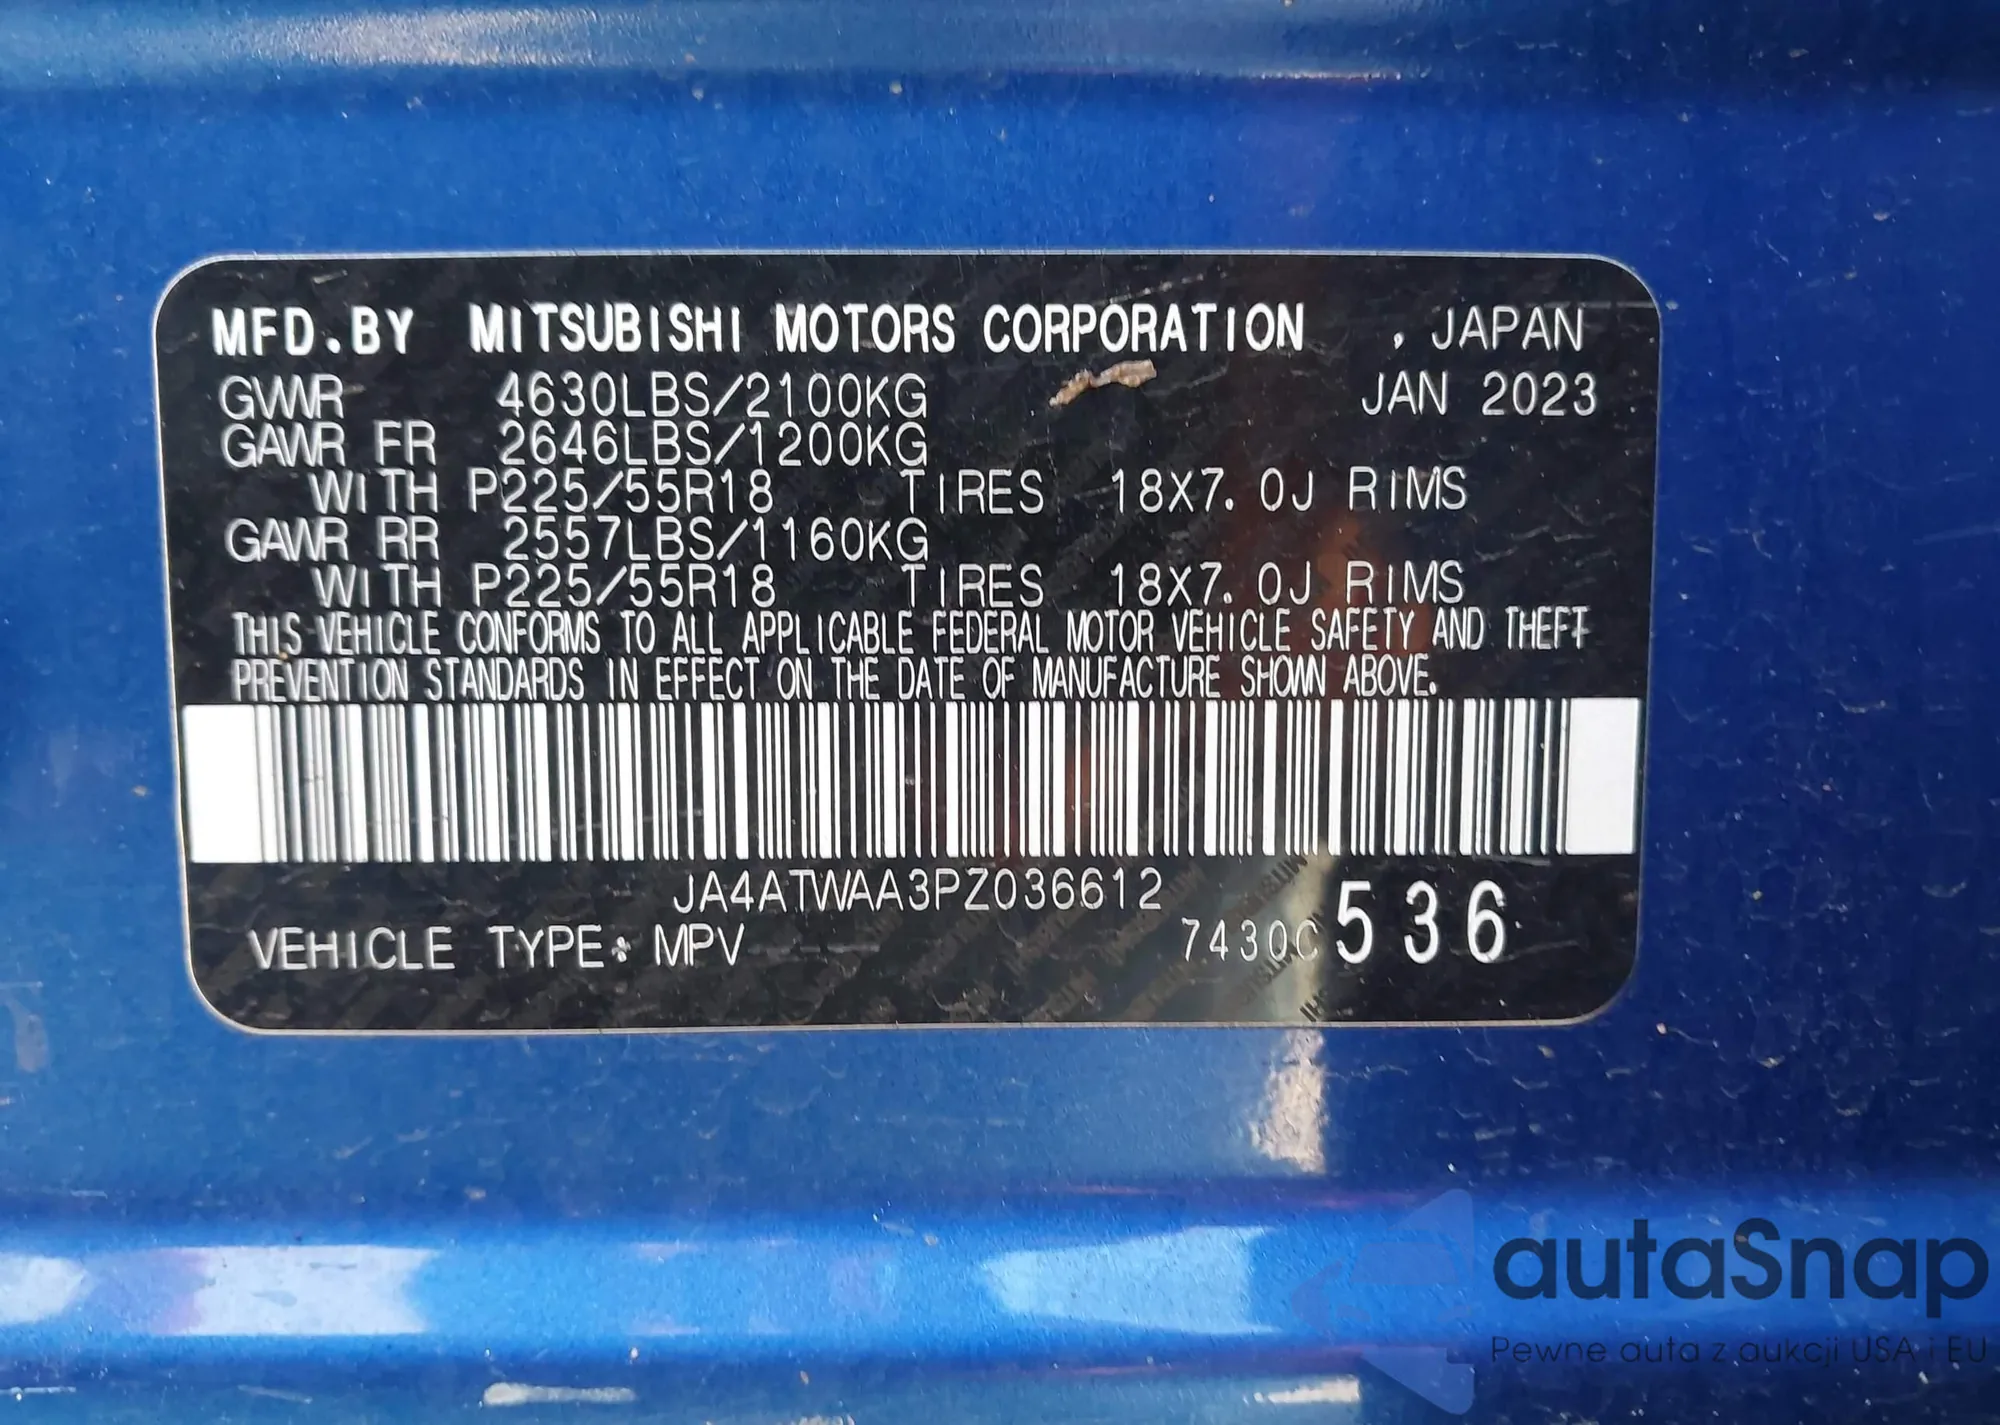 MFD.BY MITSUBISHI MOTORS CORPORATION , JAPAN
GVWR 4630LBS/2100KG JAN 2023
GAWR FR 2646LBS/1200KG
WITH P225/55R18 TIRES 18X7.0J RIMS
GAWR RR 2557LBS/1160KG
WITH P225/55R18 TIRES 18X7.0J RIMS
THIS VEHICLE CONFORMS TO ALL APPLICABLE FEDERAL MOTOR VEHICLE SAFETY AND THEFT
PREVENTION STANDARDS IN EFFECT ON THE DATE OF MANUFACTURE SHOWN ABOVE.
JA4ATWAA3PZ036612
VEHICLE TYPE: MPV 7430C 536
autaSnap
Pewne auta z aukcji USA i EU